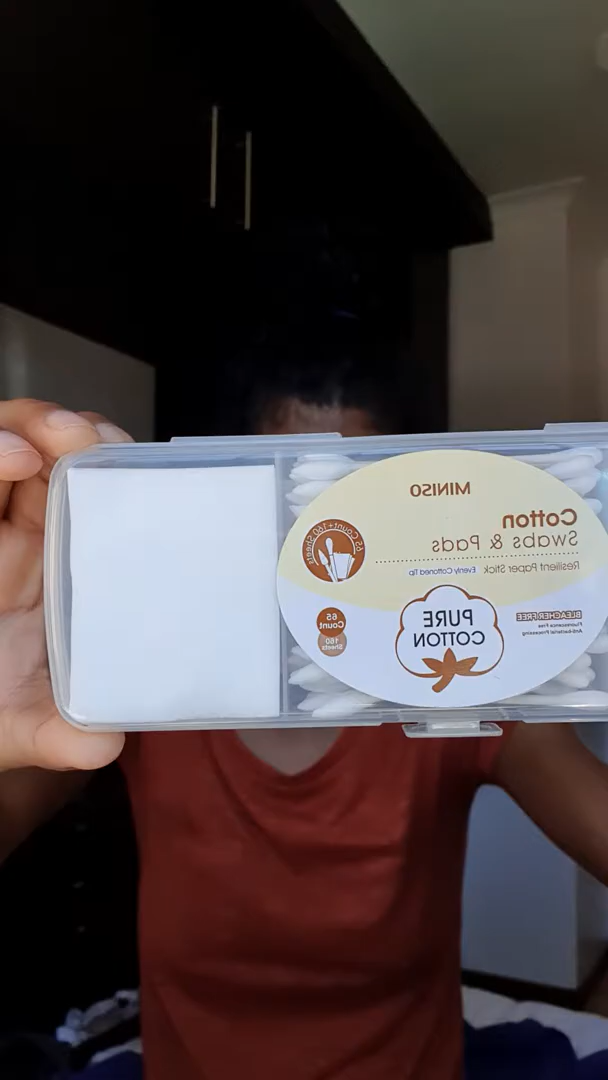 MINISO
Cotton
Swabs & Pads
Resilient Paper Stick Evenly Cottoned Tip
65 Count+160 Sheets
PURE
COTTON
BLEACHER FREE
Fluorescence Free
Anti-bacterial Processing
65
Count
160
Sheets